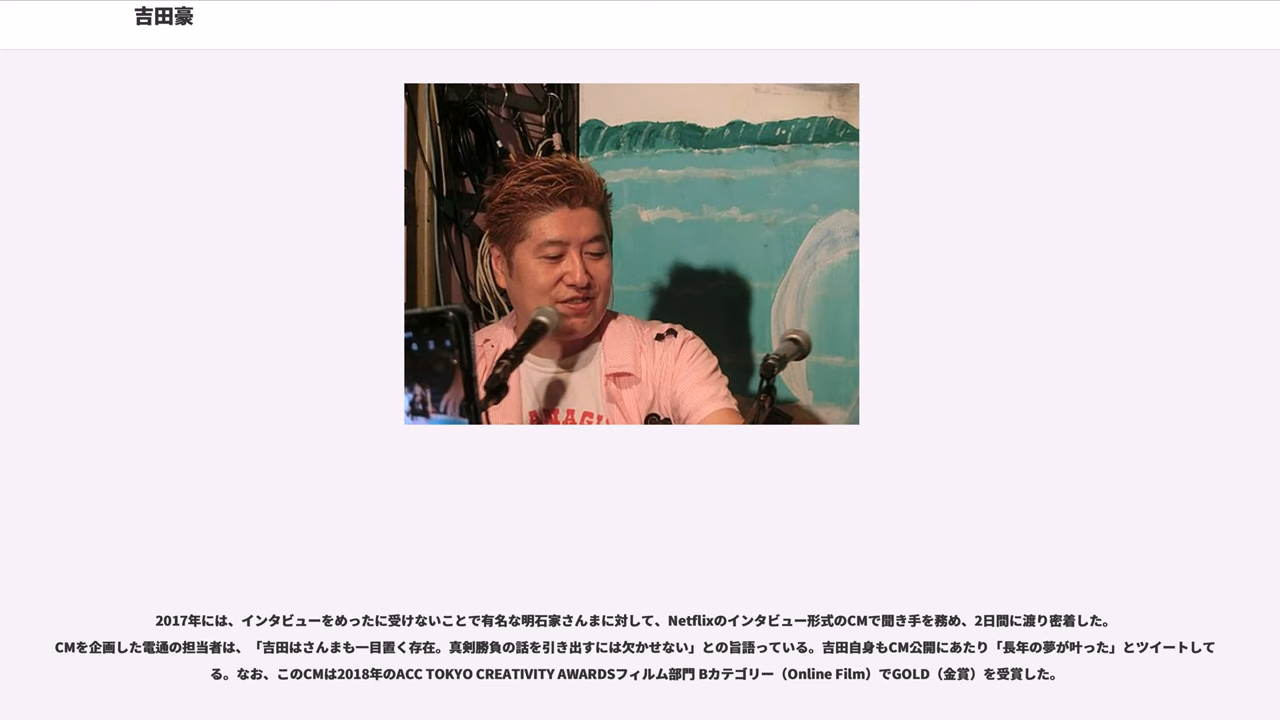 吉田豪
2017年には、インタビューをめったに受けないことで有名な明石家さんまに対して、Netflixのインタビュー形式のCMで聞き手を務め、2日間に渡り密着した。
CMを企画した電通の担当者は、「吉田はさんまも一目置く存在。真剣勝負の話を引き出すには欠かせない」との旨語っている。吉田自身もCM公開にあたり「長年の夢が叶った」とツイートして
る。なお、このCMは2018年のACC TOKYO CREATIVITY AWARDSフィルム部門 Bカテゴリー（Online Film）でGOLD（金賞）を受賞した。